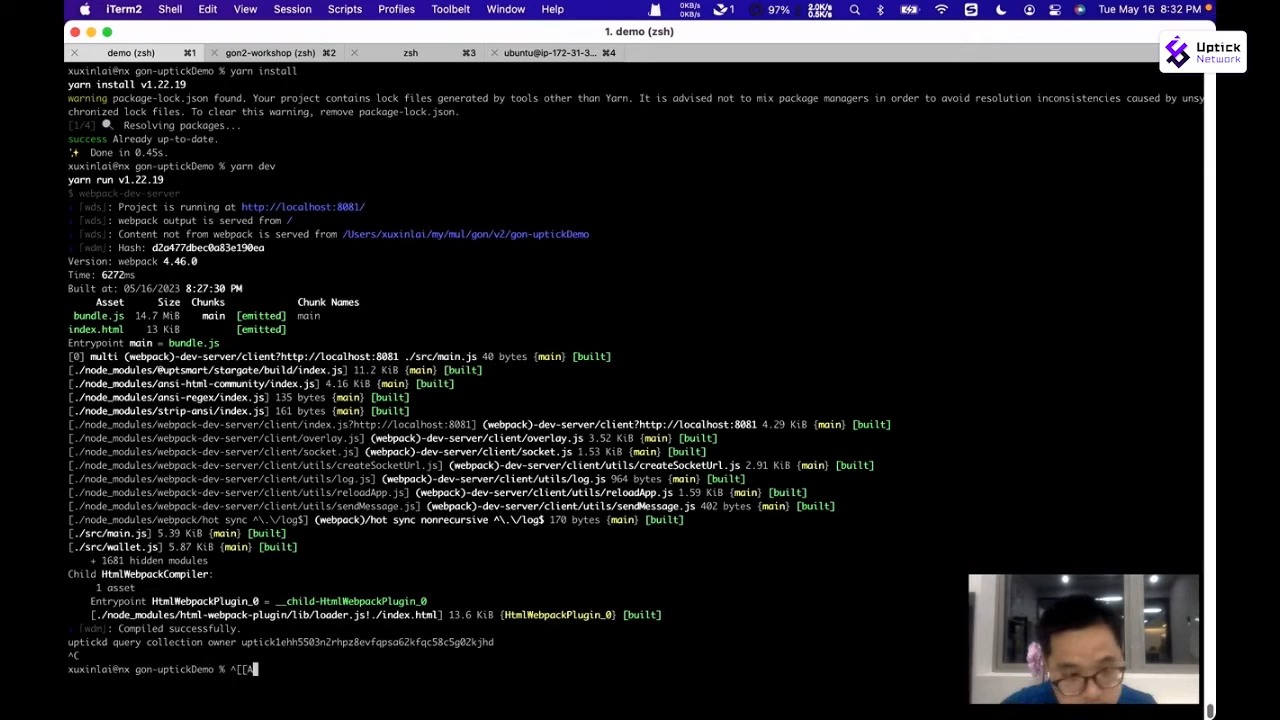 iTerm2 Shell Edit View Session Scripts Profiles Toolbelt Window Help 0KB/s 0KB/s 1 97% 2.0K/s 0.5K/s Tue May 16 8:32 PM
1. demo (zsh)
demo (zsh) ⌘1 gon2-workshop (zsh) ⌘2 zsh ⌘3 ubuntu@ip-172-31-3... ⌘4
Uptick
Network
xuxinlai@nx gon-uptickDemo % yarn install
yarn install v1.22.19
warning package-lock.json found. Your project contains lock files generated by tools other than Yarn. It is advised not to mix package managers in order to avoid resolution inconsistencies caused by unsy
chronized lock files. To clear this warning, remove package-lock.json.
[1/4] 🔍 Resolving packages...
success Already up-to-date.
✨ Done in 0.45s.
xuxinlai@nx gon-uptickDemo % yarn dev
yarn run v1.22.19
$ webpack-dev-server
i ｢wds｣: Project is running at http://localhost:8081/
i ｢wds｣: webpack output is served from /
i ｢wds｣: Content not from webpack is served from /Users/xuxinlai/my/mul/gon/v2/gon-uptickDemo
i ｢wdm｣: Hash: d2a477dbec0a83e190ea
Version: webpack 4.46.0
Time: 6272ms
Built at: 05/16/2023 8:27:30 PM
Asset Size Chunks Chunk Names
bundle.js 14.7 MiB main [emitted] main
index.html 13 KiB [emitted]
Entrypoint main = bundle.js
[0] multi (webpack)-dev-server/client?http://localhost:8081 ./src/main.js 40 bytes {main} [built]
[./node_modules/@uptsmart/stargate/build/index.js] 11.2 KiB {main} [built]
[./node_modules/ansi-html-community/index.js] 4.16 KiB {main} [built]
[./node_modules/ansi-regex/index.js] 135 bytes {main} [built]
[./node_modules/strip-ansi/index.js] 161 bytes {main} [built]
[./node_modules/webpack-dev-server/client/index.js?http://localhost:8081] (webpack)-dev-server/client?http://localhost:8081 4.29 KiB {main} [built]
[./node_modules/webpack-dev-server/client/overlay.js] (webpack)-dev-server/client/overlay.js 3.52 KiB {main} [built]
[./node_modules/webpack-dev-server/client/socket.js] (webpack)-dev-server/client/socket.js 1.53 KiB {main} [built]
[./node_modules/webpack-dev-server/client/utils/createSocketUrl.js] (webpack)-dev-server/client/utils/createSocketUrl.js 2.91 KiB {main} [built]
[./node_modules/webpack-dev-server/client/utils/log.js] (webpack)-dev-server/client/utils/log.js 964 bytes {main} [built]
[./node_modules/webpack-dev-server/client/utils/reloadApp.js] (webpack)-dev-server/client/utils/reloadApp.js 1.59 KiB {main} [built]
[./node_modules/webpack-dev-server/client/utils/sendMessage.js] (webpack)-dev-server/client/utils/sendMessage.js 402 bytes {main} [built]
[./node_modules/webpack/hot sync ^\.\/log$] (webpack)/hot sync nonrecursive ^\.\/log$ 170 bytes {main} [built]
[./src/main.js] 5.39 KiB {main} [built]
[./src/wallet.js] 5.87 KiB {main} [built]
+ 1681 hidden modules
Child HtmlWebpackCompiler:
1 asset
Entrypoint HtmlWebpackPlugin_0 = __child-HtmlWebpackPlugin_0
[./node_modules/html-webpack-plugin/lib/loader.js!./index.html] 13.6 KiB {HtmlWebpackPlugin_0} [built]
i ｢wdm｣: Compiled successfully.
uptickd query collection owner uptick1ehh5503n2rhpz8evfqpsa62kfqc58c5g02kjhd
^C
xuxinlai@nx gon-uptickDemo % ^[[A